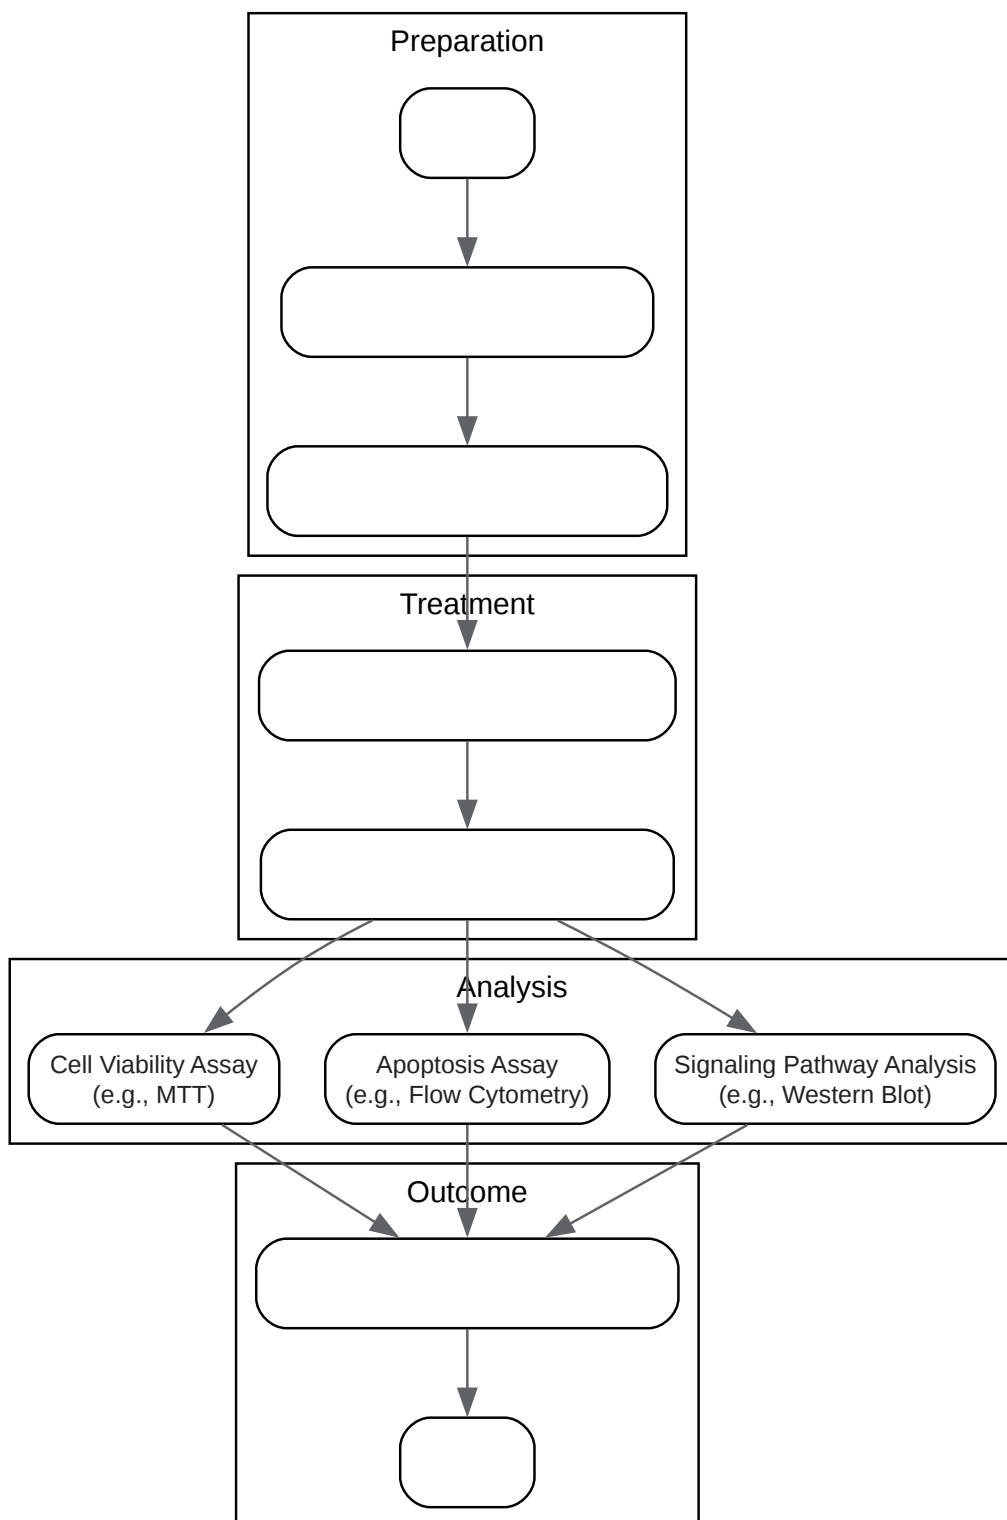 Preparation
Treatment
Analysis
Cell Viability Assay
(e.g., MTT)
Apoptosis Assay
(e.g., Flow Cytometry)
Signaling Pathway Analysis
(e.g., Western Blot)
Outcome